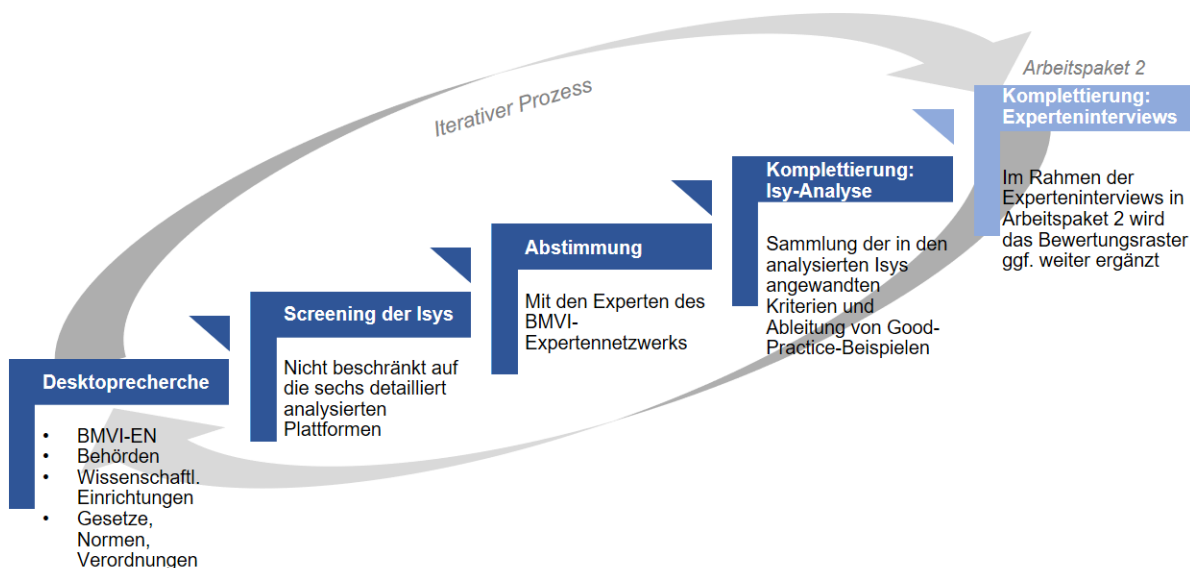 Iterativer Prozess
Desktoprecherche
• BMVI-EN
• Behörden
• Wissenschaftl.
Einrichtungen
• Gesetze,
Normen,
Verordnungen
Screening der Isys
Nicht beschränkt auf
die sechs detailliert
analysierten
Plattformen
Abstimmung
Mit den Experten des
BMVI-
Expertennetzwerks
Komplettierung:
Isy-Analyse
Sammlung der in den
analysierten Isys
angewandten
Kriterien und
Ableitung von Good-
Practice-Beispielen
Arbeitspaket 2
Komplettierung:
Experteninterviews
Im Rahmen der
Experteninterviews in
Arbeitspaket 2 wird
das Bewertungsraster
ggf. weiter ergänzt